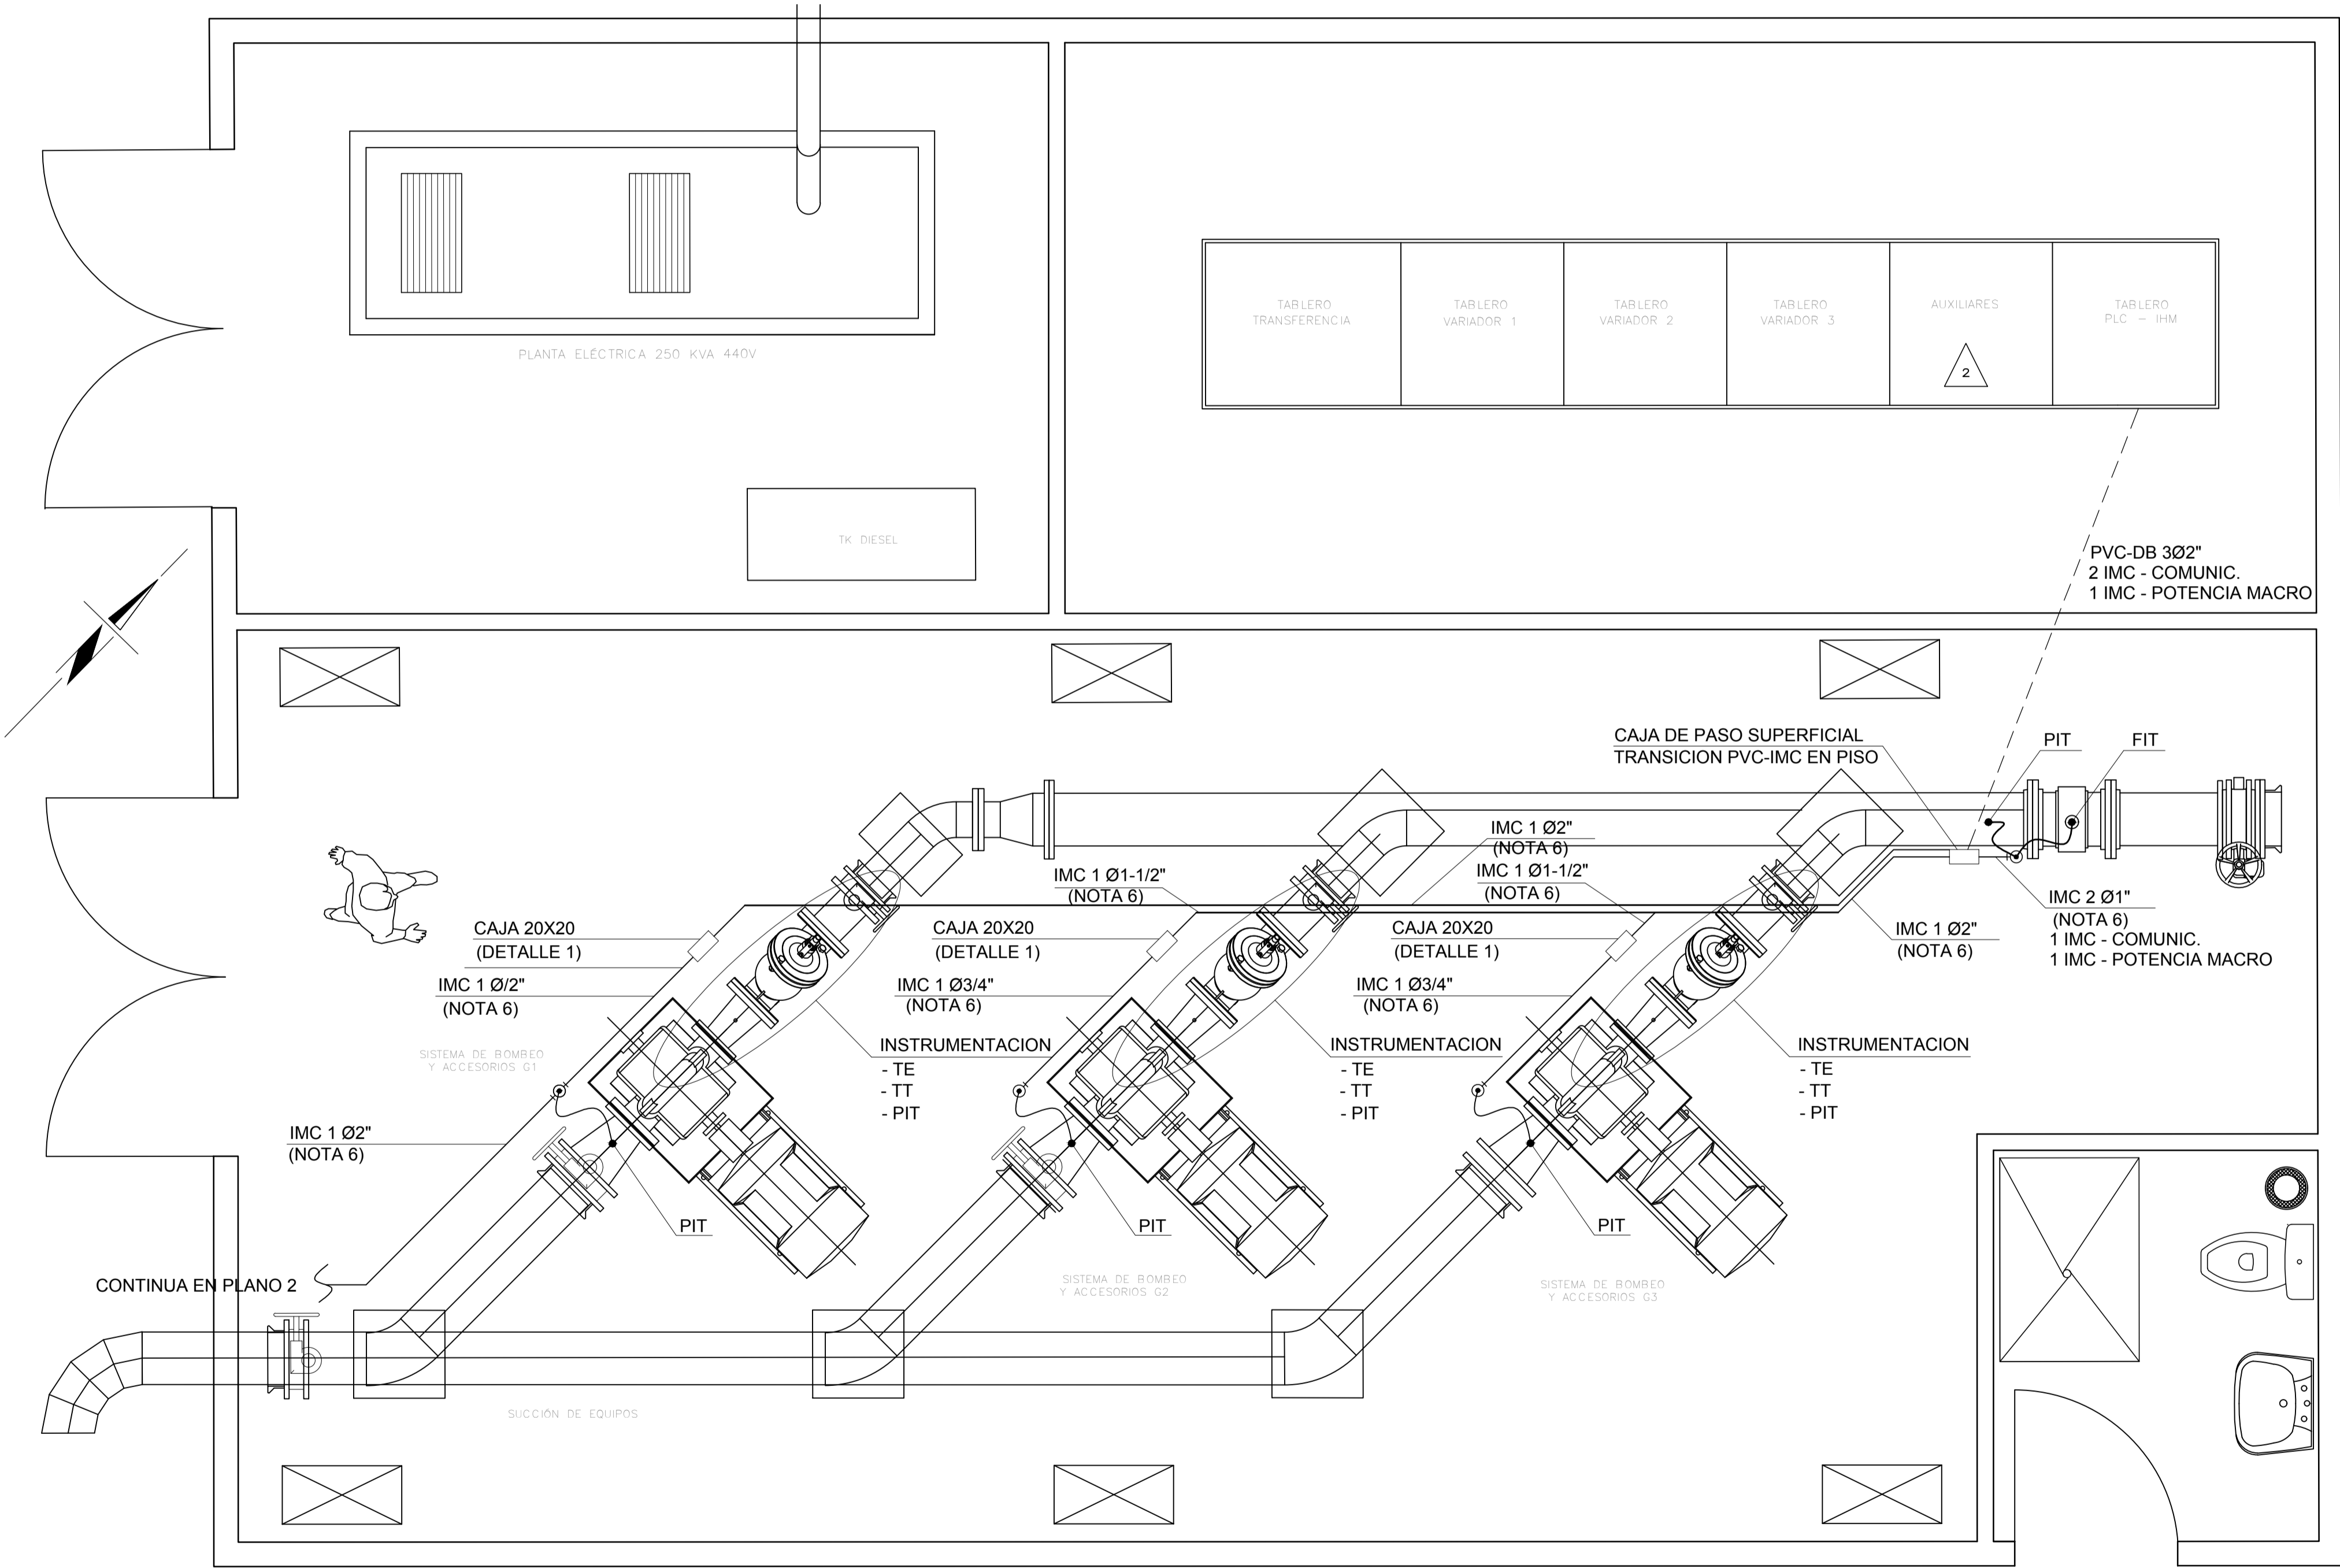 TABLERO
TRANSFERENCIA
TABLERO
VARIADOR 1
TABLERO
VARIADOR 2
TABLERO
VARIADOR 3
AUXILIARES
2
TABLERO
PLC - IHM
PLANTA ELÉCTRICA 250 KVA 440V
TK DIESEL
PVC-DB 3Ø2"
2 IMC - COMUNIC.
1 IMC - POTENCIA MACRO
CAJA DE PASO SUPERFICIAL
TRANSICION PVC-IMC EN PISO
PIT
FIT
IMC 1 Ø2"
(NOTA 6)
IMC 1 Ø1-1/2"
(NOTA 6)
IMC 1 Ø1-1/2"
(NOTA 6)
IMC 2 Ø1"
(NOTA 6)
1 IMC - COMUNIC.
1 IMC - POTENCIA MACRO
IMC 1 Ø2"
(NOTA 6)
CAJA 20X20
(DETALLE 1)
CAJA 20X20
(DETALLE 1)
CAJA 20X20
(DETALLE 1)
IMC 1 Ø/2"
(NOTA 6)
IMC 1 Ø3/4"
(NOTA 6)
IMC 1 Ø3/4"
(NOTA 6)
INSTRUMENTACION
- TE
- TT
- PIT
INSTRUMENTACION
- TE
- TT
- PIT
INSTRUMENTACION
- TE
- TT
- PIT
SISTEMA DE BOMBEO
Y ACCESORIOS G1
IMC 1 Ø2"
(NOTA 6)
PIT
PIT
PIT
CONTINUA EN PLANO 2
SISTEMA DE BOMBEO
Y ACCESORIOS G2
SISTEMA DE BOMBEO
Y ACCESORIOS G3
SUCCIÓN DE EQUIPOS